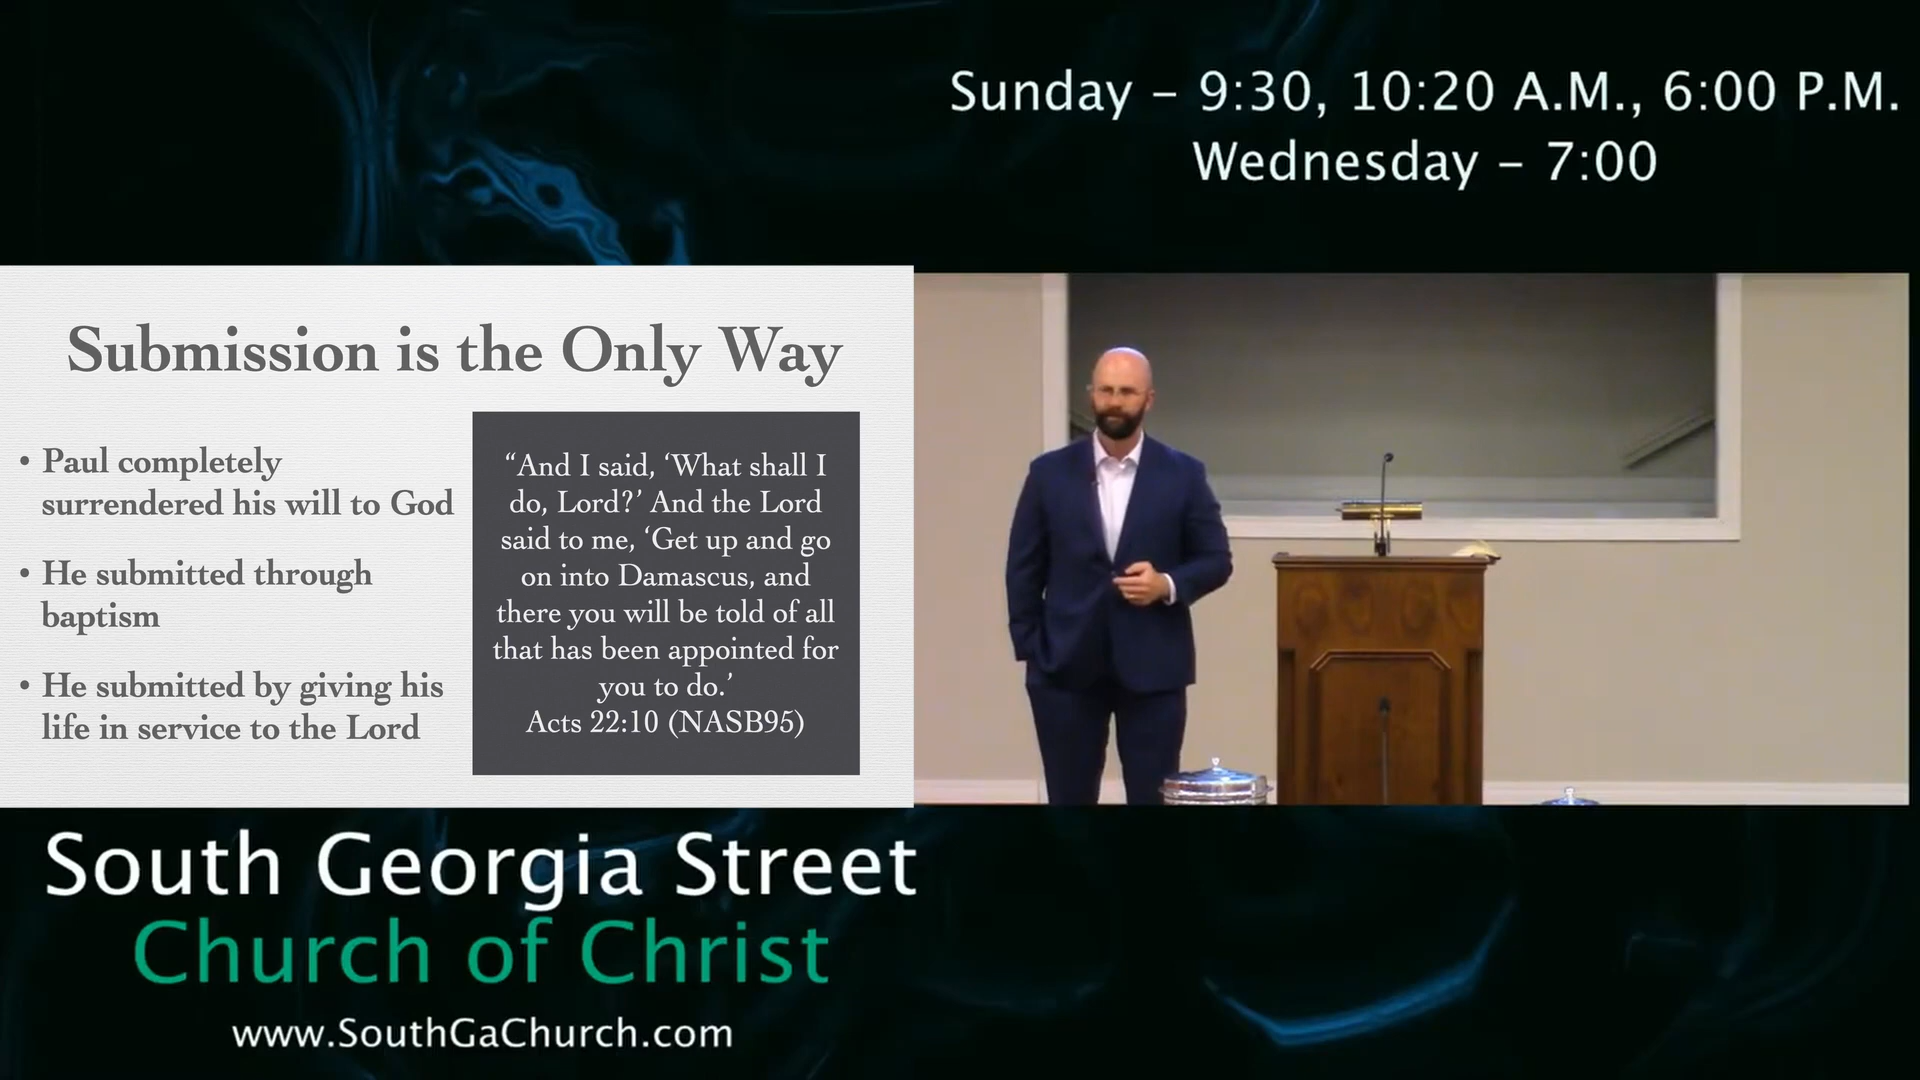 Sunday – 9:30, 10:20 A.M., 6:00 P.M.
Wednesday – 7:00
Submission is the Only Way
• Paul completely
surrendered his will to God
• He submitted through
baptism
• He submitted by giving his
life in service to the Lord
“And I said, ‘What shall I
do, Lord?’ And the Lord
said to me, ‘Get up and go
on into Damascus, and
there you will be told of all
that has been appointed for
you to do.’
Acts 22:10 (NASB95)
South Georgia Street
Church of Christ
www.SouthGaChurch.com